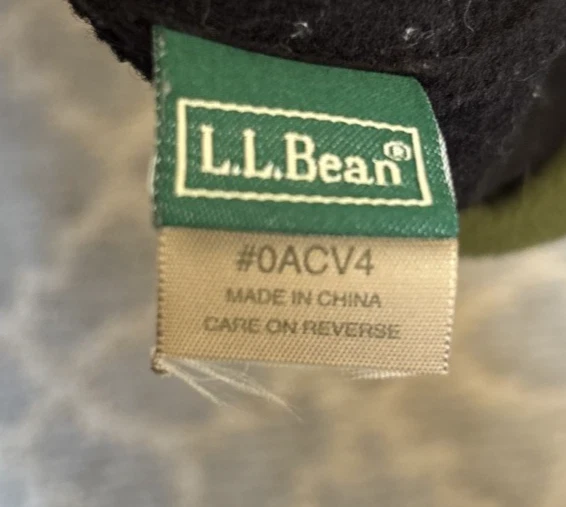 L.L.Bean®
#0ACV4
MADE IN CHINA
CARE ON REVERSE